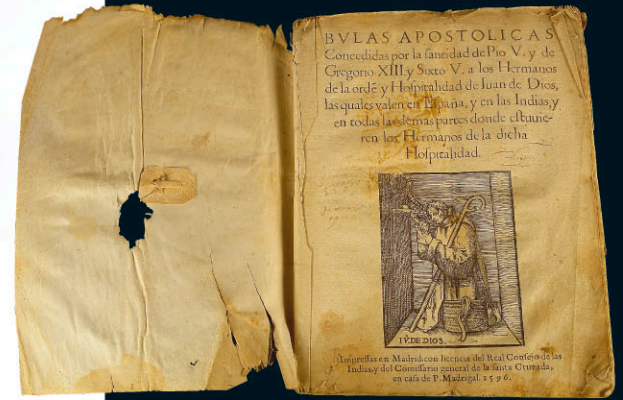 BVLAS APOSTOLICAS
Concedidas por la santidad de Pio V. y de
Gregorio XIII. y Sixto V. a los Hermanos
de la ordē y Hospitalidad de Iuan de Dios,
las quales valen en España, y en las Indias, y
en todas las demas partes donde estuuie-
ren los Hermanos de la dicha
Hospitalidad.
IV. DE DIOS.
Impressas en Madrid con licencia del Real Consejo de las
Indias, y del Comissario general de la santa Cruzada,
en casa de P. Madrigal. 1596.